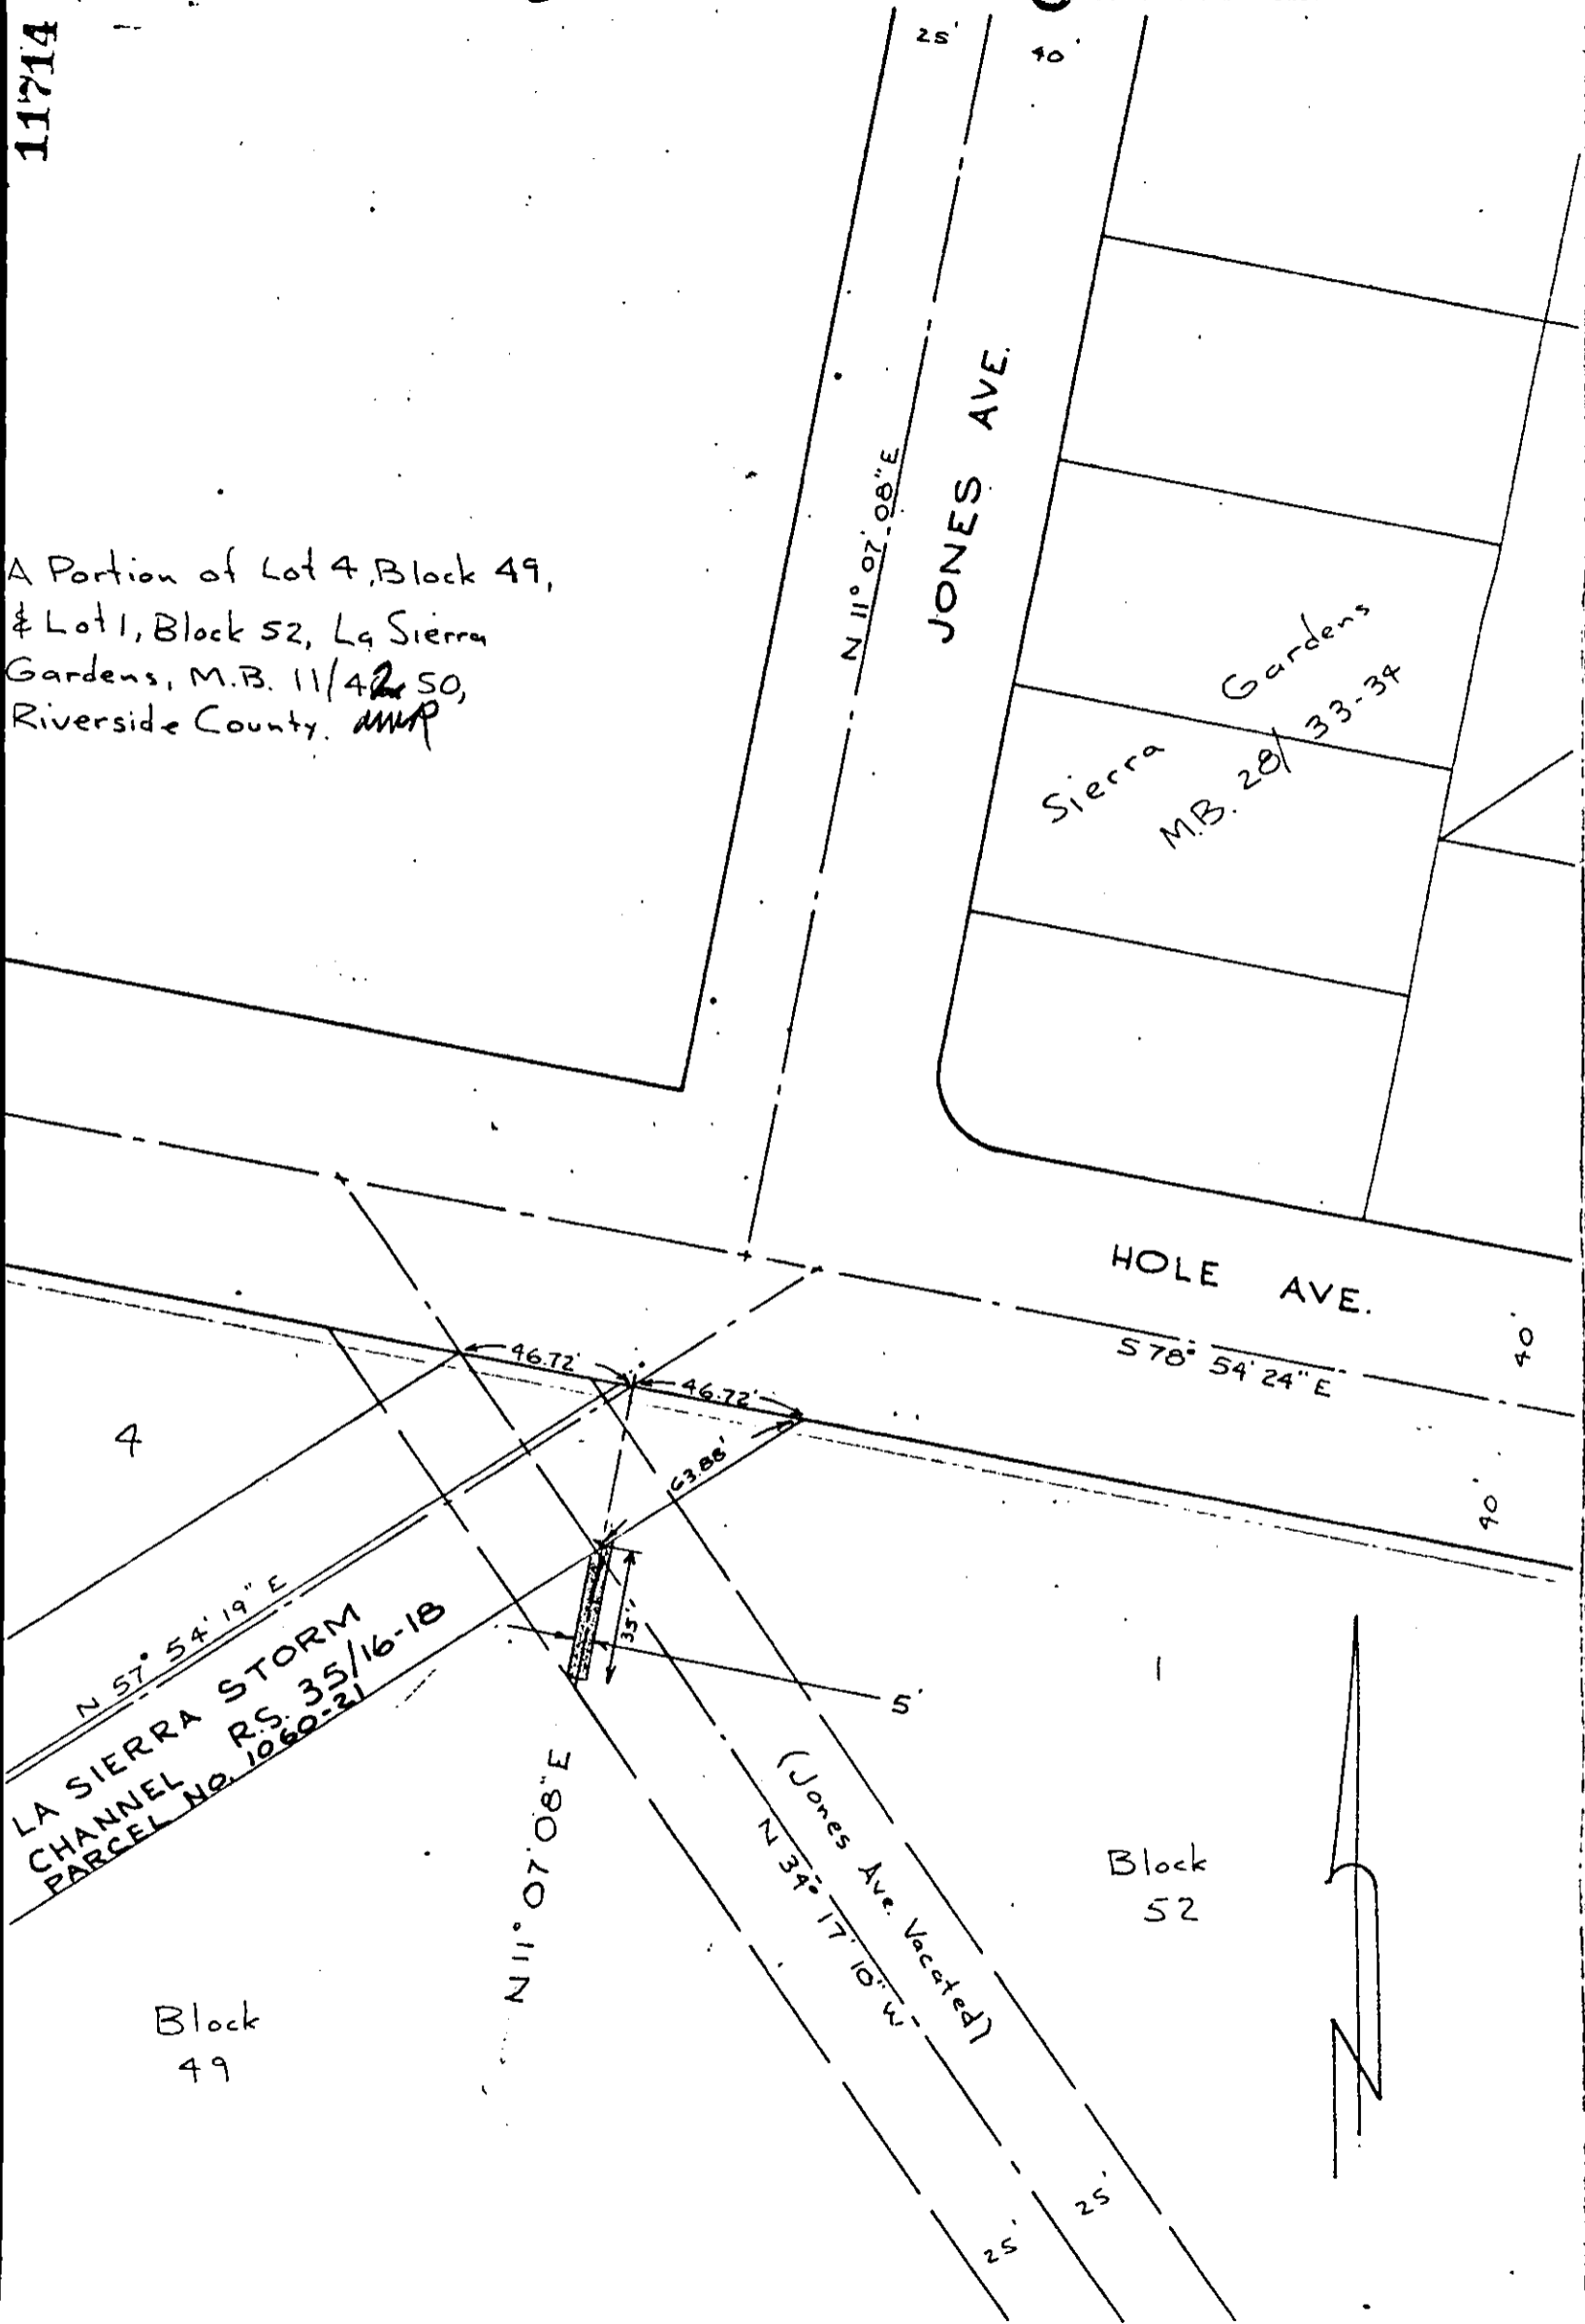 11714
25'
40'
JONES AVE.
N 11° 07' 08" E
A Portion of Lot 4, Block 49,
& Lot 1, Block 52, La Sierra
Gardens, M.B. 11/42 50,
Riverside County.
Sierra Gardens
M.B. 28/33-34
HOLE AVE.
S 78° 54' 24" E
40'
40'
46.72'
46.72'
63.88'
4
35'
5'
1
N 57° 54' 19" E
LA SIERRA STORM
CHANNEL R.S. 35/16-18
PARCEL NO. 1060-21
N 11° 07' 08" E
(Jones Ave. Vacated)
N 34° 17' 10" W
Block
52
Block
49
N
25'
25'